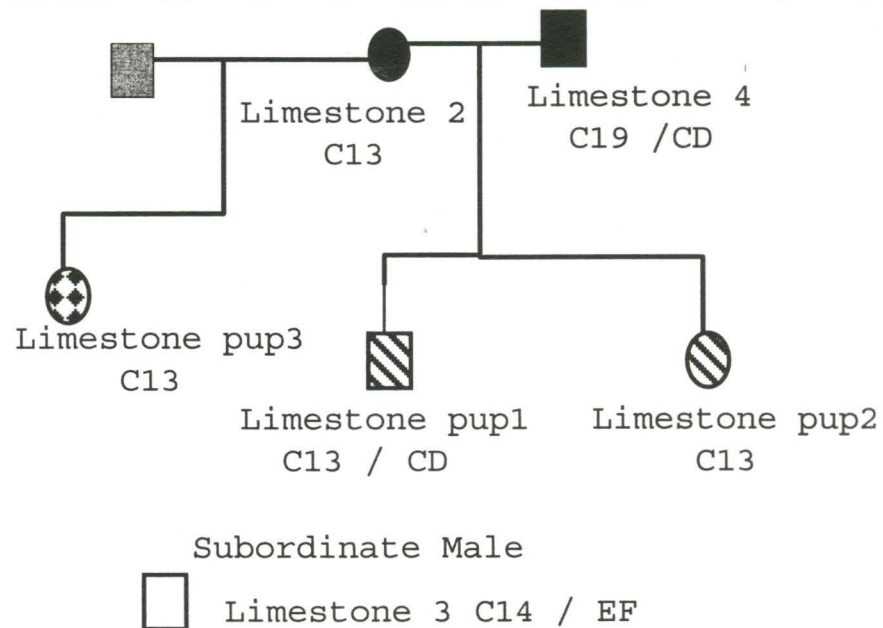 Limestone 2
C13
Limestone 4
C19 /CD
Limestone pup3
C13
Limestone pup1
C13 / CD
Limestone pup2
C13
Subordinate Male
Limestone 3 C14 / EF